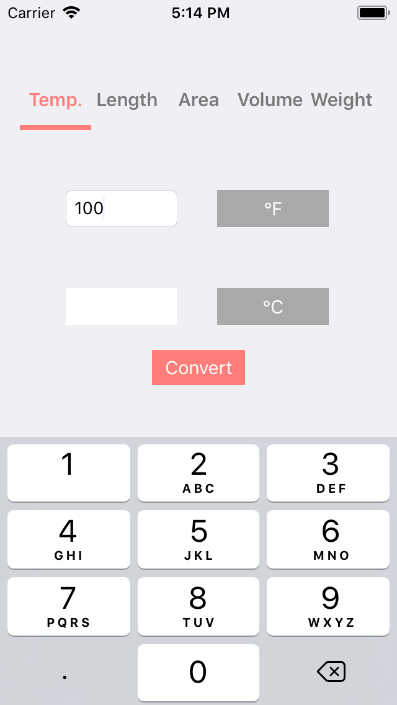 Carrier 5:14 PM
Temp. Length Area Volume Weight
100 °F
°C
Convert
1 2 3
ABC DEF
4 5 6
GHI JKL MNO
7 8 9
PQRS TUV WXYZ
. 0